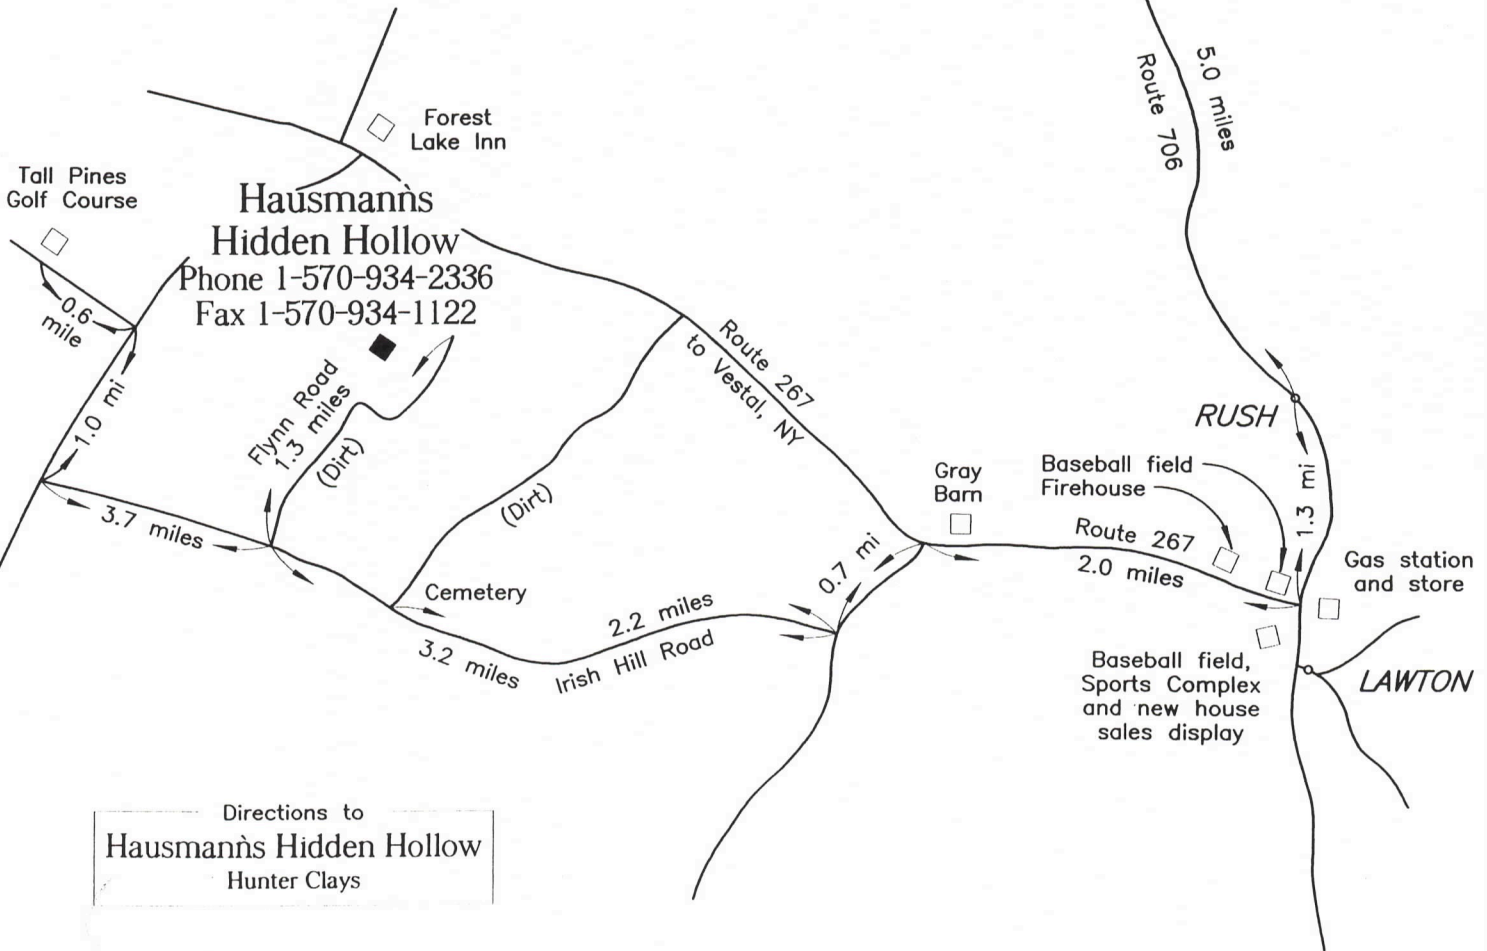 5.0 miles
Route 706
Forest
Lake Inn
Tall Pines
Golf Course
Hausmann's
Hidden Hollow
Phone 1-570-934-2336
Fax 1-570-934-1122
0.6
mile
1.0 mi
Flynn Road
1.3 miles
(Dirt)
Route 267
to Vestal, NY
(Dirt)
RUSH
1.3 mi
Gray
Barn
Baseball field
Firehouse
Route 267
2.0 miles
Gas station
and store
3.7 miles
Cemetery
0.7 mi
2.2 miles
Irish Hill Road
3.2 miles
LAWTON
Baseball field,
Sports Complex
and new house
sales display
Directions to
Hausmann's Hidden Hollow
Hunter Clays